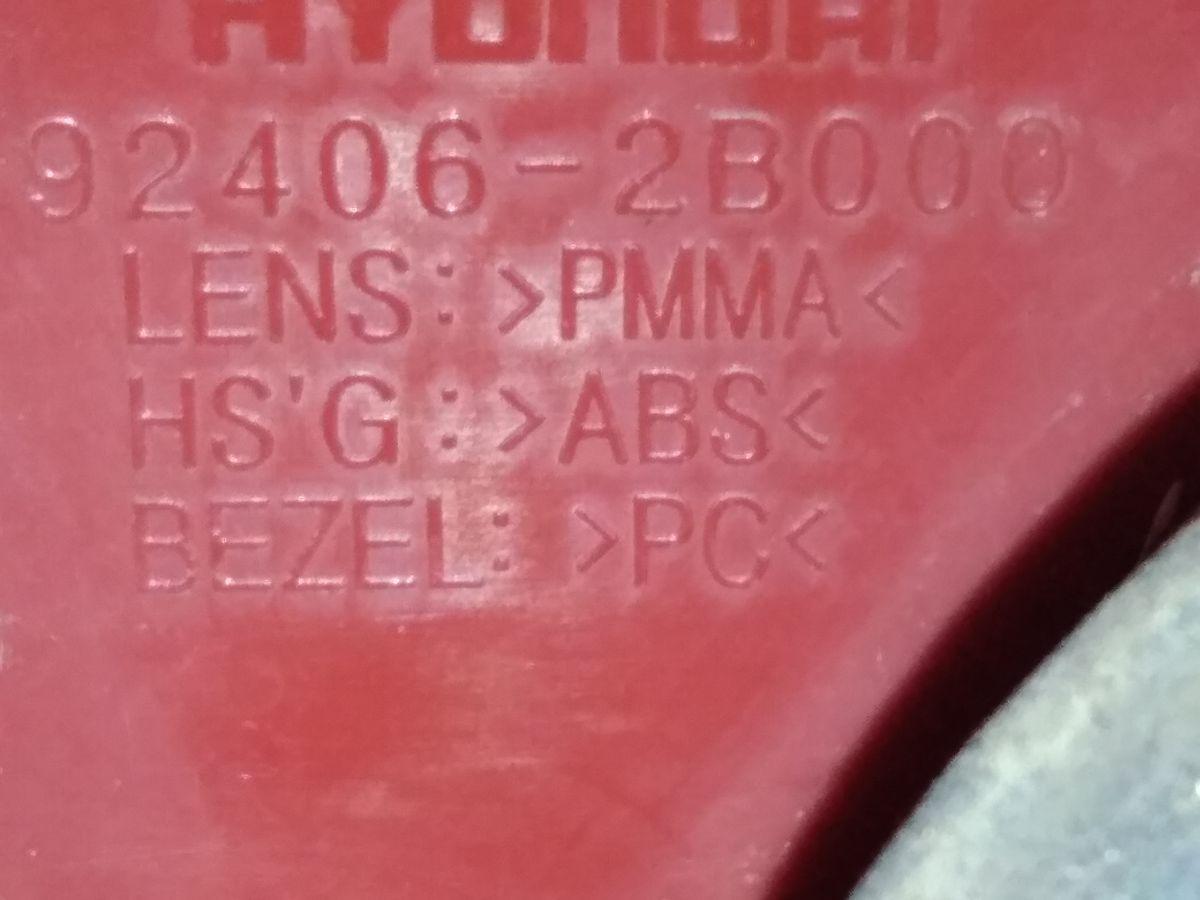 HYUNDAI
92406-2B000
LENS:>PMMA<
HS'G:>ABS<
BEZEL: >PC<